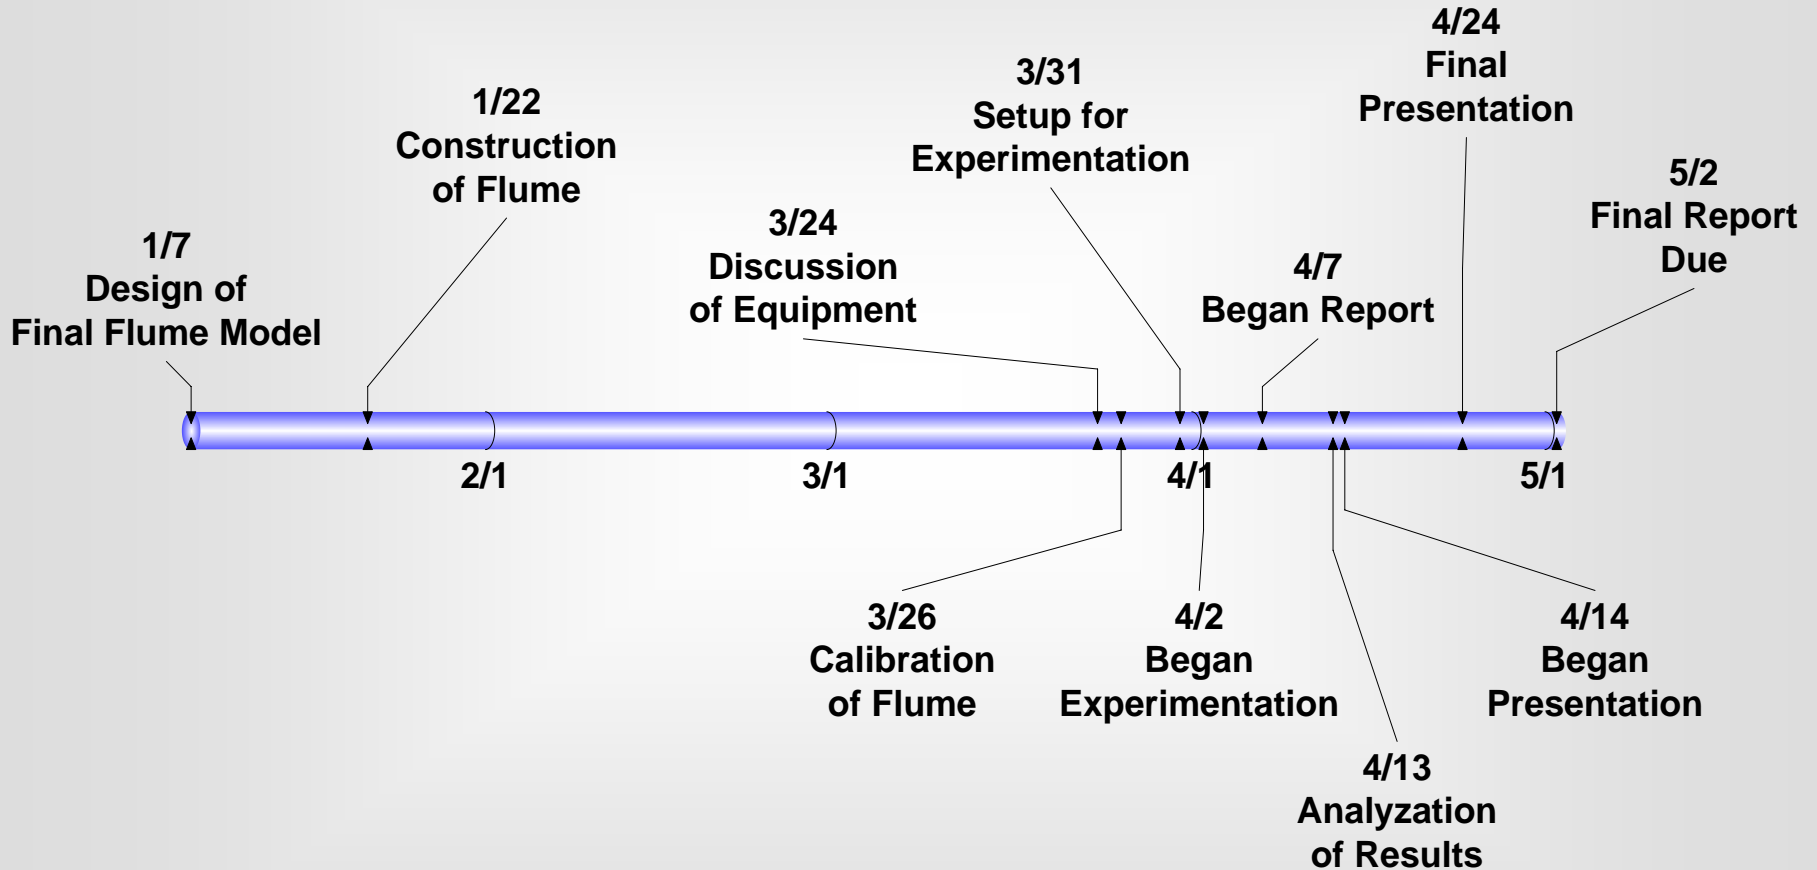 1/7
Design of
Final Flume Model
1/22
Construction
of Flume
3/24
Discussion
of Equipment
3/31
Setup for
Experimentation
4/7
Began Report
4/24
Final
Presentation
5/2
Final Report
Due
2/1
3/1
4/1
5/1
3/26
Calibration
of Flume
4/2
Began
Experimentation
4/13
Analyzation
of Results
4/14
Began
Presentation